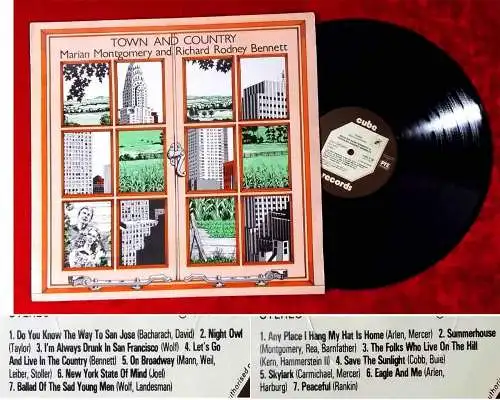 TOWN AND COUNTRY
Marian Montgomery and Richard Rodney Bennett
cube
records
PYE
STEREO
1. Do You Know The Way To San Jose (Bacharach, David) 2. Night Owl
(Taylor) 3. I'm Always Drunk In San Francisco (Wolf) 4. Let's Go
And Live In The Country (Bennett) 5. On Broadway (Mann, Weil,
Leiber, Stoller) 6. New York State Of Mind (Joel)
7. Ballad Of The Sad Young Men (Wolf, Landesman)
STEREO
1. Any Place I Hang My Hat Is Home (Arlen, Mercer) 2. Summerhouse
(Montgomery, Rea, Barnfather) 3. The Folks Who Live On The Hill
(Kern, Hammerstein II) 4. Save The Sunlight (Cobb, Buie)
5. Skylark (Carmichael, Mercer) 6. Eagle And Me (Arlen,
Harburg) 7. Peaceful (Rankin)